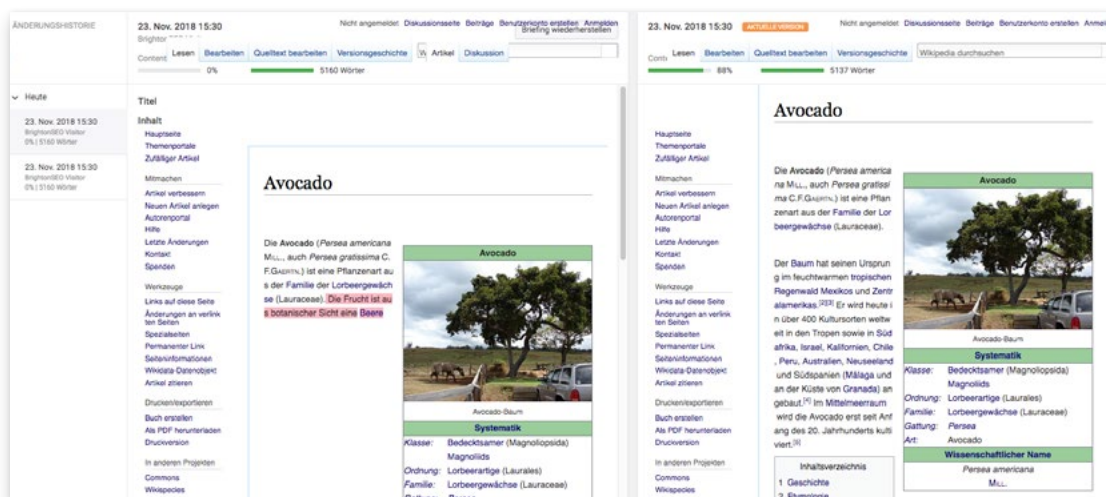 ÄNDERUNGSHISTORIE
Heute
23. Nov. 2018 15:30
BrightonSEO Visitor
0% | 5160 Wörter
23. Nov. 2018 15:30
BrightonSEO Visitor
0% | 5160 Wörter
23. Nov. 2018 15:30
Nicht angemeldet Diskussionsseite Beiträge Benutzerkonto erstellen Anmelden
Briefing wiederherstellen
Brighton
Content
Lesen Bearbeiten Quelltext bearbeiten Versionsgeschichte
Artikel Diskussion
0% 5160 Wörter
Titel
Inhalt
Hauptseite
Themenportale
Zufälliger Artikel
Mitmachen
Artikel verbessern
Neuen Artikel anlegen
Autorenportal
Hilfe
Letzte Änderungen
Kontakt
Spenden
Werkzeuge
Links auf diese Seite
Änderungen an verlink
ten Seiten
Spezialseiten
Permanenter Link
Seiteninformationen
Wikidata-Datenobjekt
Artikel zitieren
Drucken/exportieren
Buch erstellen
Als PDF herunterladen
Druckversion
In anderen Projekten
Commons
Wikispecies
Avocado
Die Avocado (Persea americana
MILL., auch Persea gratissima C.
F.GAERTN.) ist eine Pflanzenart au
s der Familie der Lorbeergewäch
se (Lauraceae). Die Frucht ist au
s botanischer Sicht eine Beere
Avocado
Avocado-Baum
Systematik
Klasse: Bedecktsamer (Magnoliopsida)
Magnoliids
Ordnung: Lorbeerartige (Laurales)
Familie: Lorbeergewächse (Lauraceae)
23. Nov. 2018 15:30 AKTUELLE VERSION
Nicht angemeldet Diskussionsseite Beiträge Benutzerkonto erstellen Anmel
Conte
Lesen Bearbeiten Quelltext bearbeiten Versionsgeschichte
Wikipedia durchsuchen
88% 5137 Wörter
Hauptseite
Themenportale
Zufälliger Artikel
Mitmachen
Artikel verbessern
Neuen Artikel anlegen
Autorenportal
Hilfe
Letzte Änderungen
Kontakt
Spenden
Werkzeuge
Links auf diese Seite
Änderungen an verlink
ten Seiten
Spezialseiten
Permanenter Link
Seiteninformationen
Wikidata-Datenobjekt
Artikel zitieren
Drucken/exportieren
Buch erstellen
Als PDF herunterladen
Druckversion
In anderen Projekten
Commons
Wikispecies
Avocado
Die Avocado (Persea america
na MILL., auch Persea gratissi
ma C.F.GAERTN.) ist eine Pflan
zenart aus der Familie der Lor
beergewächse (Lauraceae).
Der Baum hat seinen Ursprun
g im feuchtwarmen tropischen
Regenwald Mexikos und Zentr
alamerikas.[2][3] Er wird heute i
n über 400 Kultursorten weltw
eit in den Tropen sowie in Süd
afrika, Israel, Kalifornien, Chile
, Peru, Australien, Neuseeland
und Südspanien (Málaga und
an der Küste von Granada) an
gebaut.[4] Im Mittelmeerraum
wird die Avocado erst seit Anf
ang des 20. Jahrhunderts kulti
viert.[5]
Inhaltsverzeichnis
1 Geschichte
2 Etymologie
Avocado
Avocado-Baum
Systematik
Klasse: Bedecktsamer (Magnoliopsida)
Magnoliids
Ordnung: Lorbeerartige (Laurales)
Familie: Lorbeergewächse (Lauraceae)
Gattung: Persea
Art: Avocado
Wissenschaftlicher Name
Persea americana
MILL.